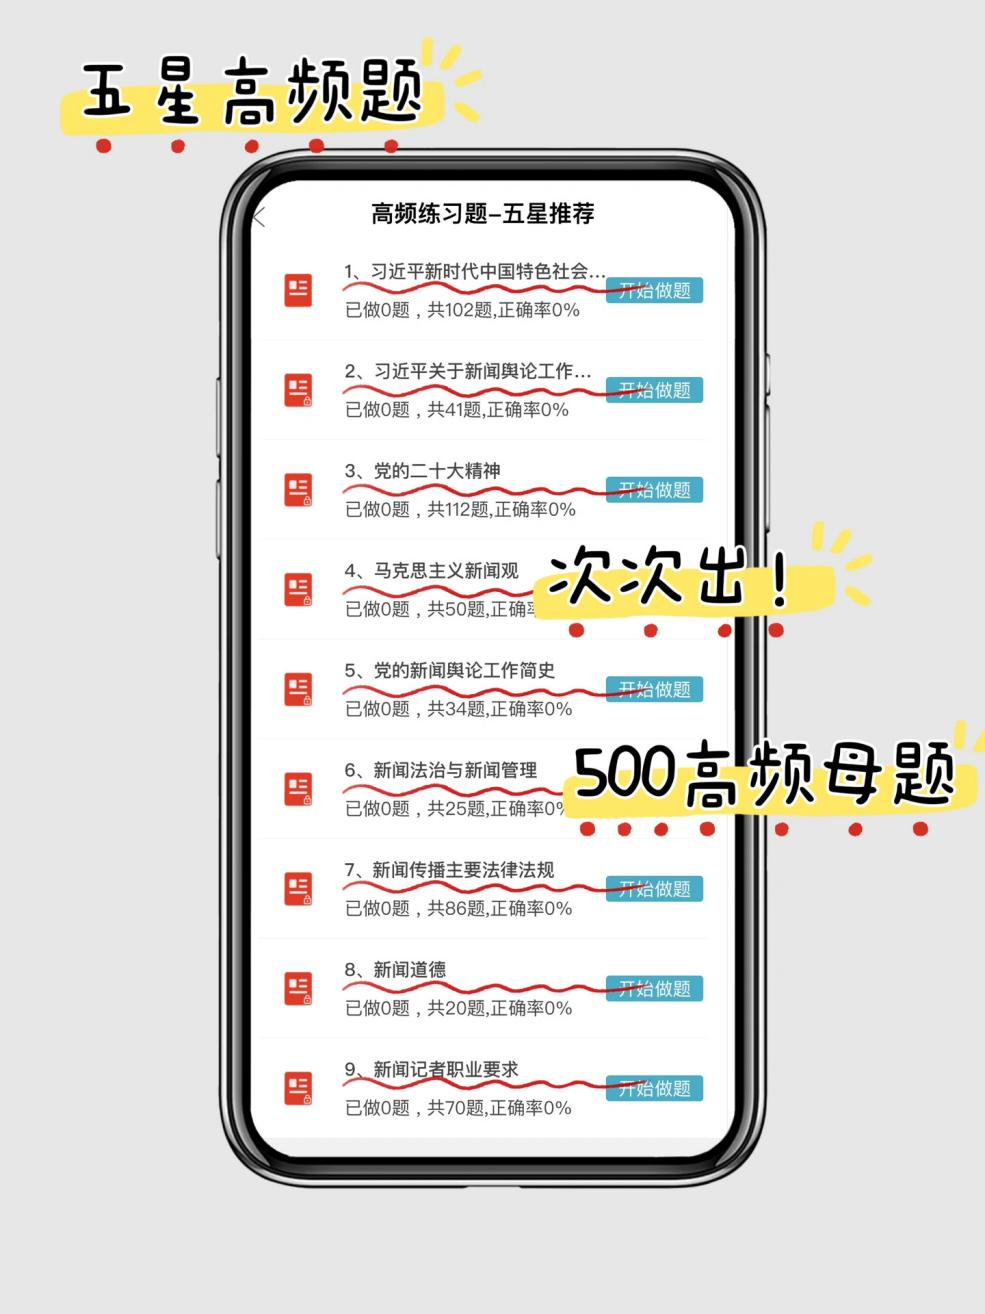 五星高频题
高频练习题-五星推荐
1、习近平新时代中国特色社会...
开始做题
已做0题，共102题,正确率0%
2、习近平关于新闻舆论工作...
开始做题
已做0题，共41题,正确率0%
3、党的二十大精神
开始做题
已做0题，共112题,正确率0%
4、马克思主义新闻观
次次出！
已做0题，共50题,正确
5、党的新闻舆论工作简史
开始做题
已做0题，共34题,正确率0%
6、新闻法治与新闻管理
500高频母题
已做0题，共25题,正确率0%
7、新闻传播主要法律法规
开始做题
已做0题，共86题,正确率0%
8、新闻道德
开始做题
已做0题，共20题,正确率0%
9、新闻记者职业要求
开始做题
已做0题，共70题,正确率0%